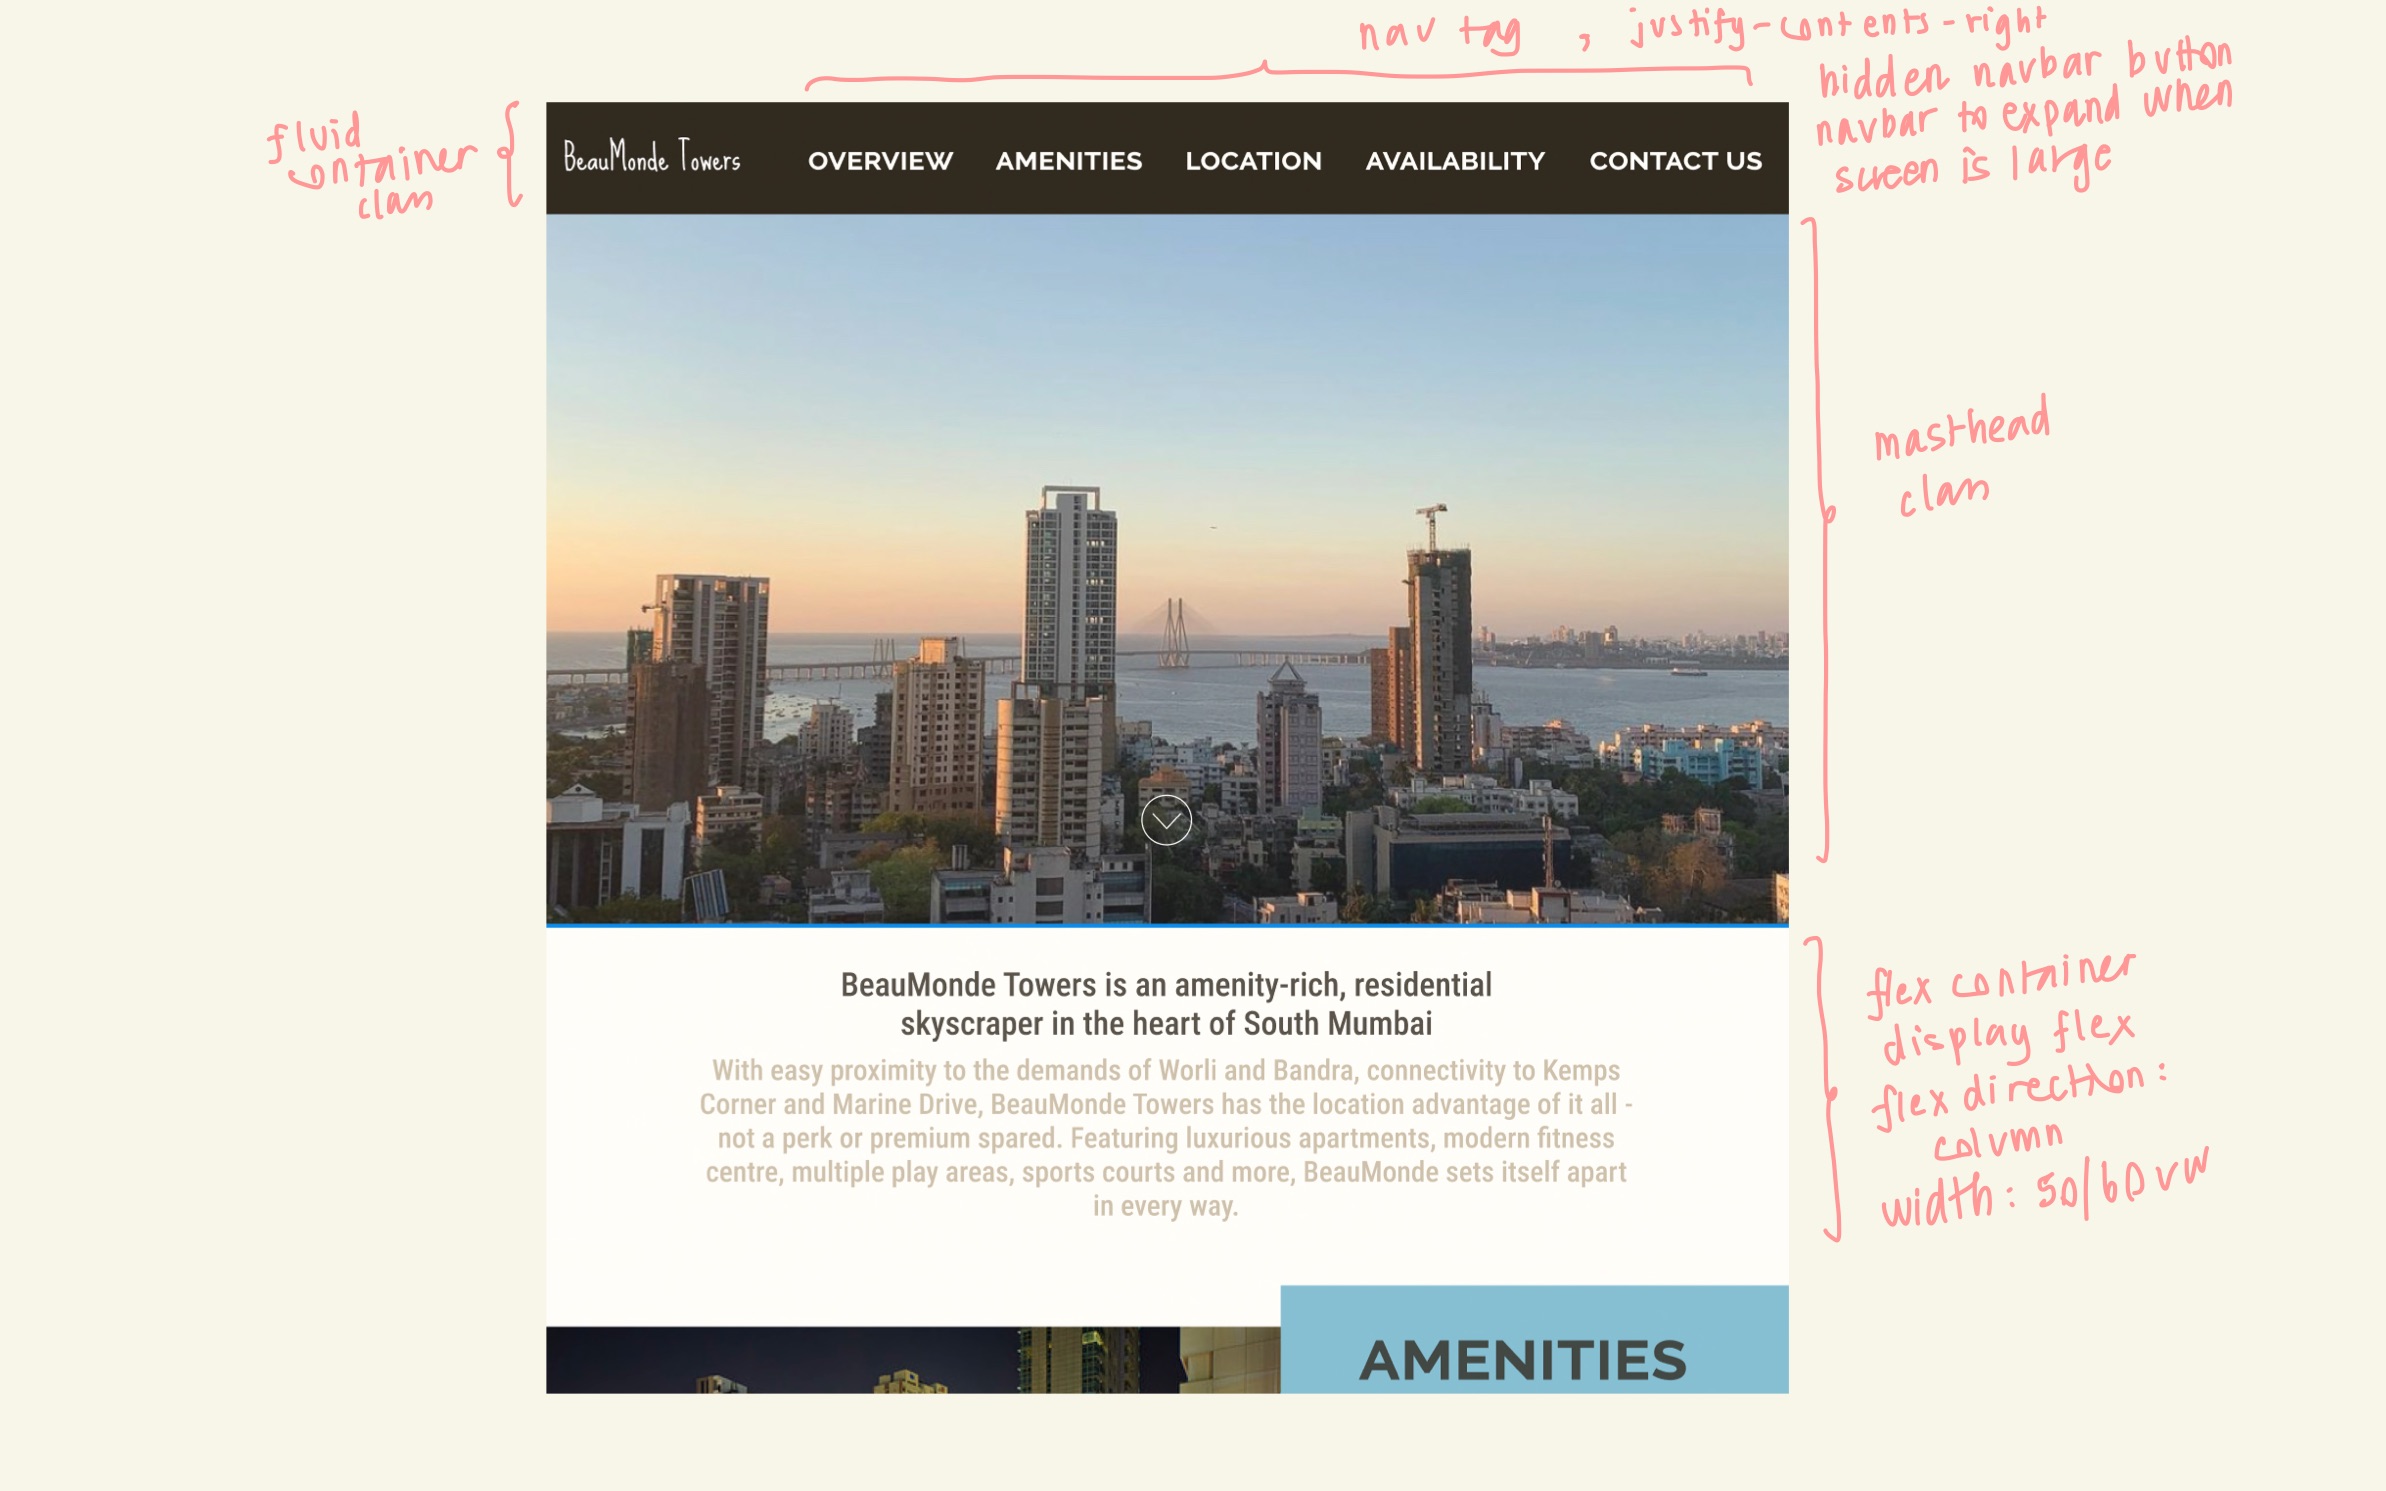 nav tag , justify-contents-right
hidden navbar button
navbar to expand when
screen is large
fluid
container
class
BeauMonde Towers OVERVIEW AMENITIES LOCATION AVAILABILITY CONTACT US
masthead
class
BeauMonde Towers is an amenity-rich, residential
skyscraper in the heart of South Mumbai
With easy proximity to the demands of Worli and Bandra, connectivity to Kemps
Corner and Marine Drive, BeauMonde Towers has the location advantage of it all -
not a perk or premium spared. Featuring luxurious apartments, modern fitness
centre, multiple play areas, sports courts and more, BeauMonde sets itself apart
in every way.
flex container
display flex
flex direction:
column
width: 50/60 vw
AMENITIES